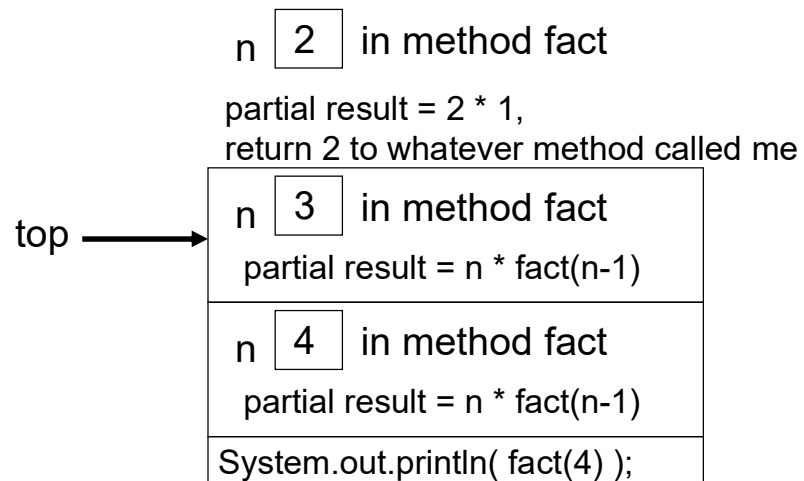 n 2 in method fact
partial result = 2 * 1,
return 2 to whatever method called me
top
n 3 in method fact
partial result = n * fact(n-1)
n 4 in method fact
partial result = n * fact(n-1)
System.out.println( fact(4) );